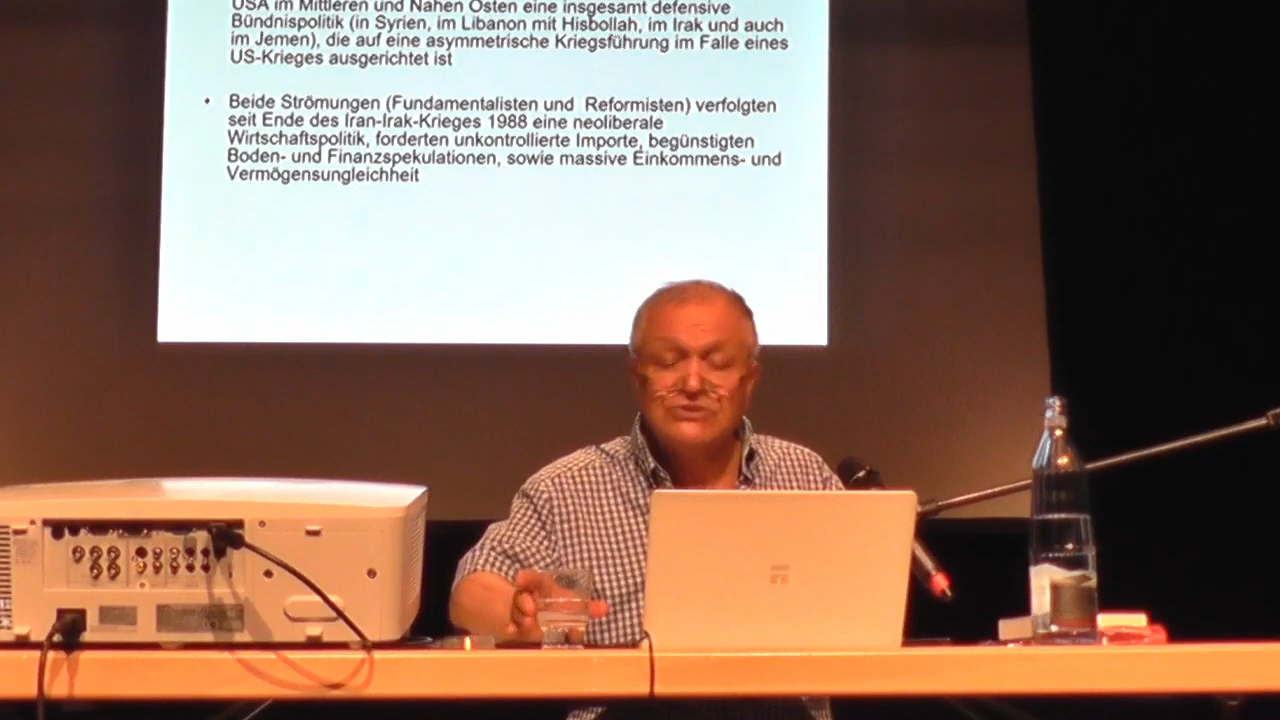 USA im Mittleren und Nahen Osten eine insgesamt defensive
Bündnispolitik (in Syrien, im Libanon mit Hisbollah, im Irak und auch
im Jemen), die auf eine asymmetrische Kriegsführung im Falle eines
US-Krieges ausgerichtet ist
• Beide Strömungen (Fundamentalisten und Reformisten) verfolgten
seit Ende des Iran-Irak-Krieges 1988 eine neoliberale
Wirtschaftspolitik, forderten unkontrollierte Importe, begünstigten
Boden- und Finanzspekulationen, sowie massive Einkommens- und
Vermögensungleichheit